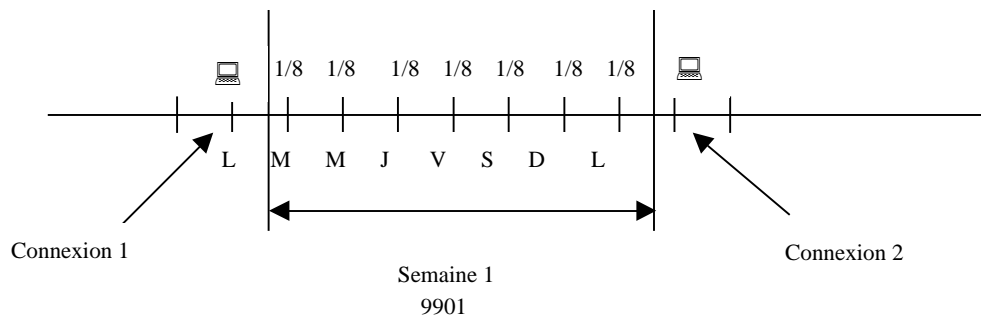 1/8 1/8 1/8 1/8 1/8 1/8 1/8
L M M J V S D L
Connexion 1
Connexion 2
Semaine 1
9901